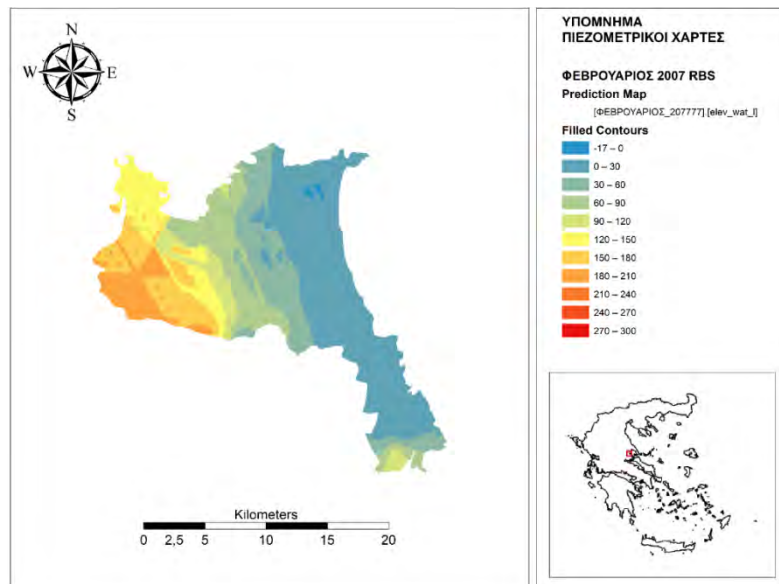 N
W E
S
Kilometers
0 2,5 5 10 15 20
ΥΠΟΜΝΗΜΑ
ΠΙΕΖΟΜΕΤΡΙΚΟΙ ΧΑΡΤΕΣ
ΦΕΒΡΟΥΑΡΙΟΣ 2007 RBS
Prediction Map
[ΦΕΒΡΟΥΑΡΙΟΣ_207777].[elev_wat_l]
Filled Contours
-17 – 0
0 – 30
30 – 60
60 – 90
90 – 120
120 – 150
150 – 180
180 – 210
210 – 240
240 – 270
270 – 300